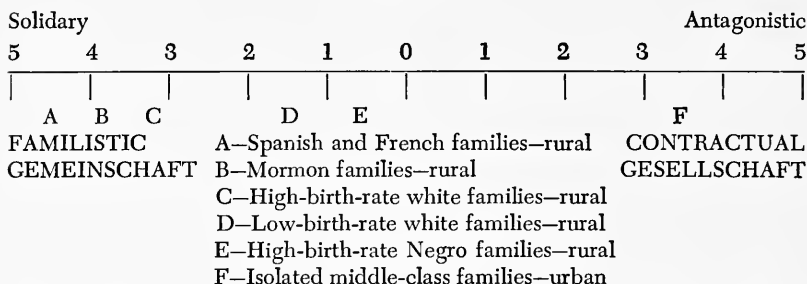 Solidary Antagonistic
5 4 3 2 1 0 1 2 3 4 5
A B C D E F
FAMILISTIC A—Spanish and French families—rural CONTRACTUAL
GEMEINSCHAFT B—Mormon families—rural GESELLSCHAFT
C—High-birth-rate white families—rural
D—Low-birth-rate white families—rural
E—High-birth-rate Negro families—rural
F—Isolated middle-class families—urban